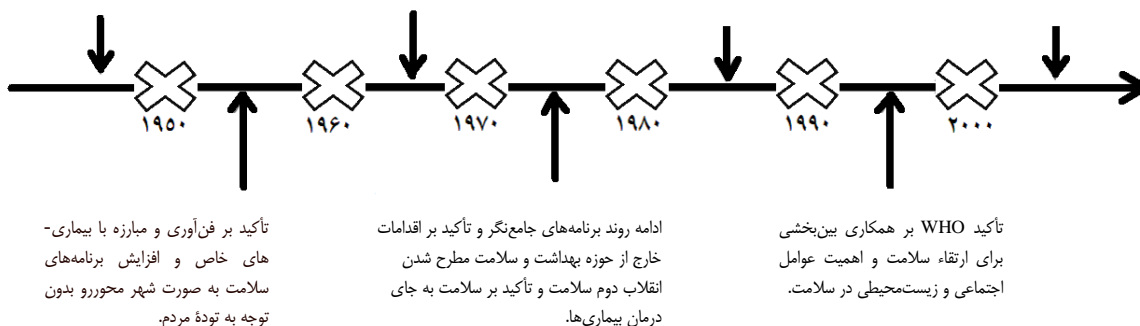 ۱۹۵۰
۱۹۶۰
۱۹۷۰
۱۹۸۰
۱۹۹۰
۲۰۰۰
تأکید بر فن‌آوری و مبارزه با بیماری-
های خاص و افزایش برنامه‌های
سلامت به صورت شهر محوررو بدون
توجه به تودۀ مردم.
ادامه روند برنامه‌های جامع‌نگر و تأکید بر اقدامات
خارج از حوزه بهداشت و سلامت مطرح شدن
انقلاب دوم سلامت و تأکید بر سلامت به جای
درمان بیماری‌ها.
تأکید WHO بر همکاری بین‌بخشی
برای ارتقاء سلامت و اهمیت عوامل
اجتماعی و زیست‌محیطی در سلامت.